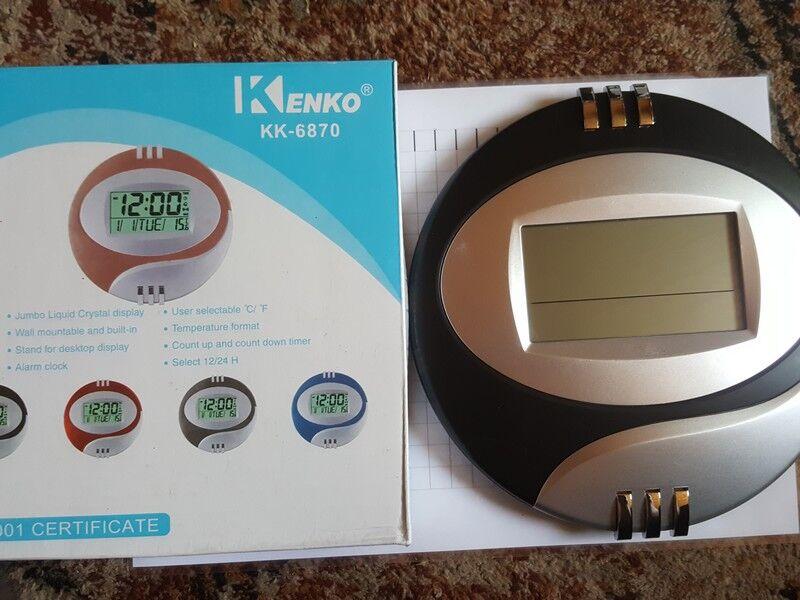 KENKO®
KK-6870
12:00
1/ 1/TUE/ 15
• Jumbo Liquid Crystal display
• Wall mountable and built-in
• Stand for desktop display
• Alarm clock
• User selectable °C/ °F
• Temperature format
• Count up and count down timer
• Select 12/24 H
12:00
12:00
12:00
001 CERTIFICATE